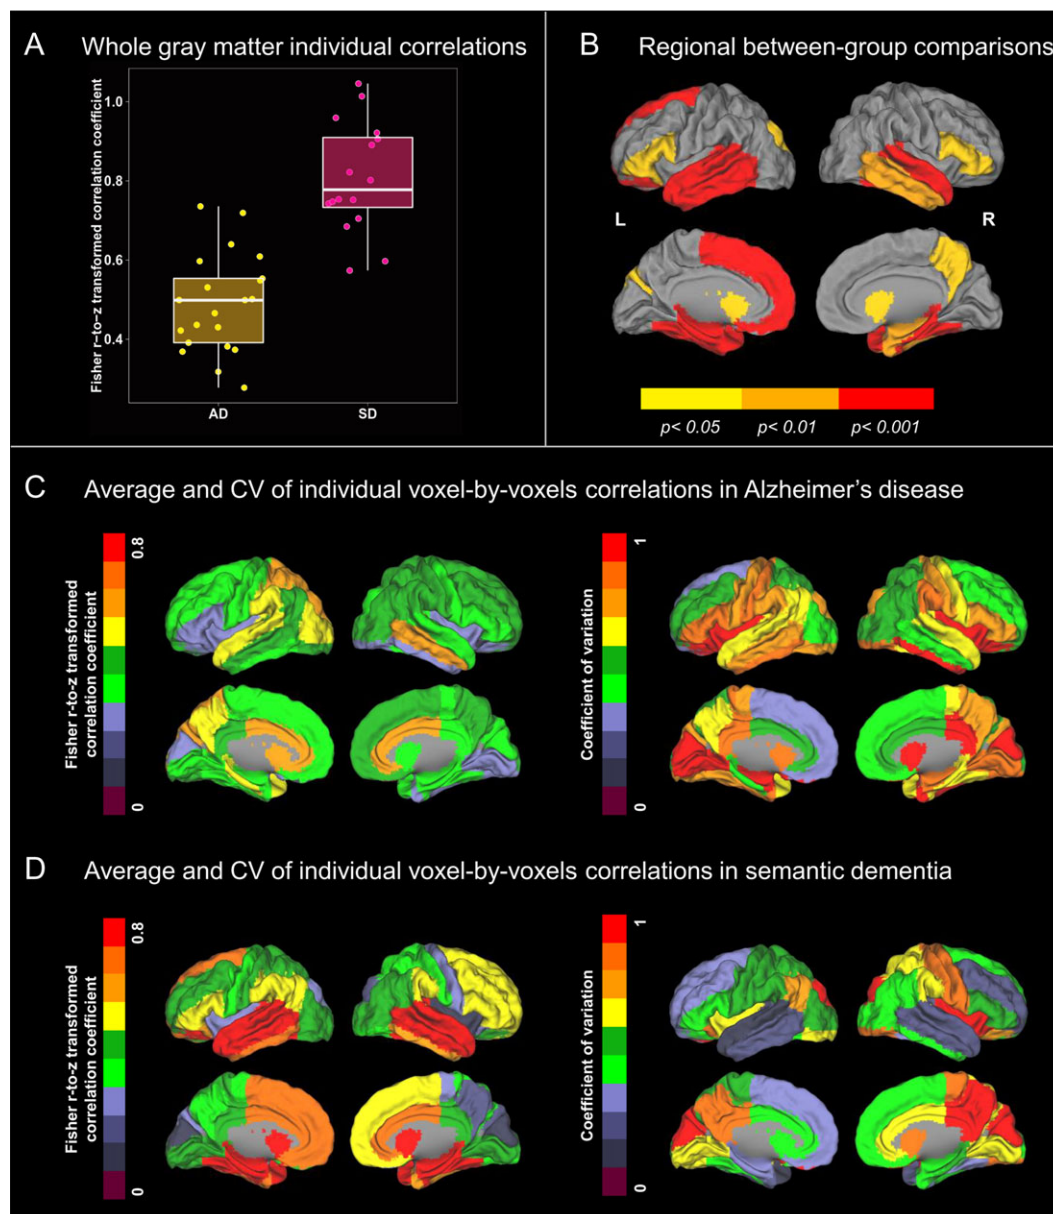 A Whole gray matter individual correlations
Fisher r−to−z transformed correlation coefficient
1.0
0.8
0.6
0.4
AD SD
B Regional between-group comparisons
L R
p< 0.05 p< 0.01 p< 0.001
C Average and CV of individual voxel-by-voxels correlations in Alzheimer's disease
Fisher r-to-z transformed
correlation coefficient
0.8
0
Coefficient of variation
1
0
D Average and CV of individual voxel-by-voxels correlations in semantic dementia
Fisher r-to-z transformed
correlation coefficient
0.8
0
Coefficient of variation
1
0